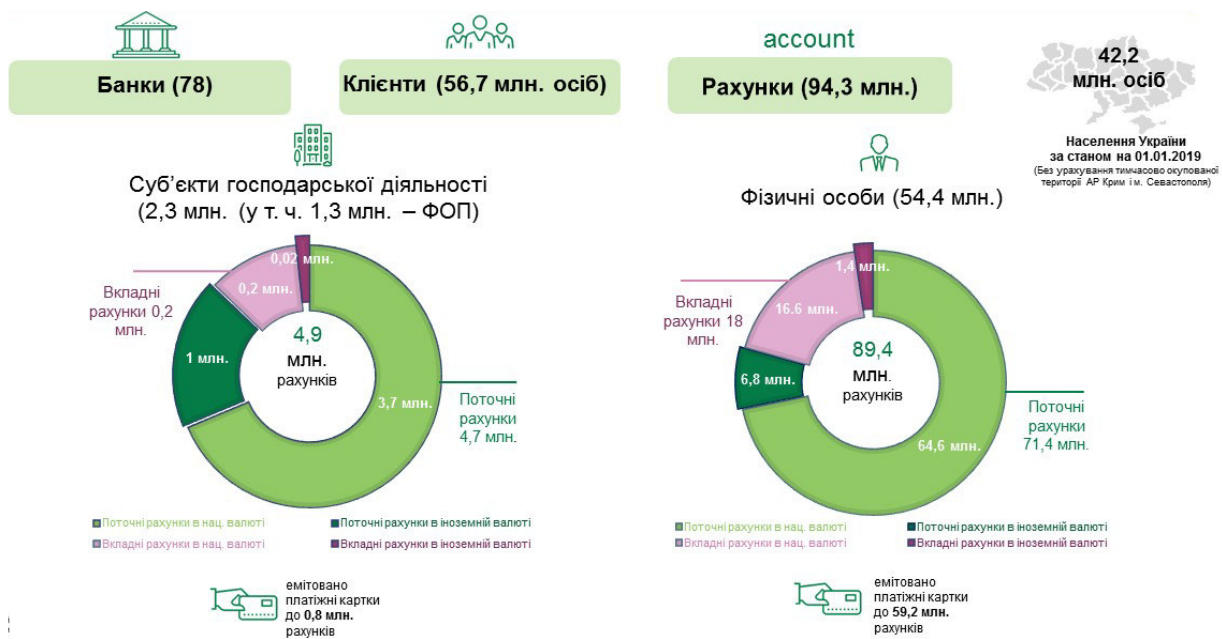 Банки (78)
Клієнти (56,7 млн. осіб)
account
Рахунки (94,3 млн.)
42,2
млн. осіб
Населення України
за станом на 01.01.2019
(Без урахування тимчасово окупованої
території АР Крим і м. Севастополя)
Суб'єкти господарської діяльності
(2,3 млн. (у т. ч. 1,3 млн. – ФОП)
0,02 млн.
0,2 млн.
Вкладні
рахунки 0,2
млн.
1 млн.
4,9
млн.
рахунків
3,7 млн.
Поточні
рахунки
4,7 млн.
Поточні рахунки в нац. валюті
Поточні рахунки в іноземній валюті
Вкладні рахунки в нац. валюті
Вкладні рахунки в іноземній валюті
емітовано
платіжні картки
до 0,8 млн.
рахунків
Фізичні особи (54,4 млн.)
1,4 млн.
16.6 млн.
Вкладні
рахунки 18
млн.
6,8 млн.
89,4
млн.
рахунків
64,6 млн.
Поточні
рахунки
71,4 млн.
Поточні рахунки в нац. валюті
Поточні рахунки в іноземній валюті
Вкладні рахунки в нац. валюті
Вкладні рахунки в іноземній валюті
емітовано
платіжні картки
до 59,2 млн.
рахунків